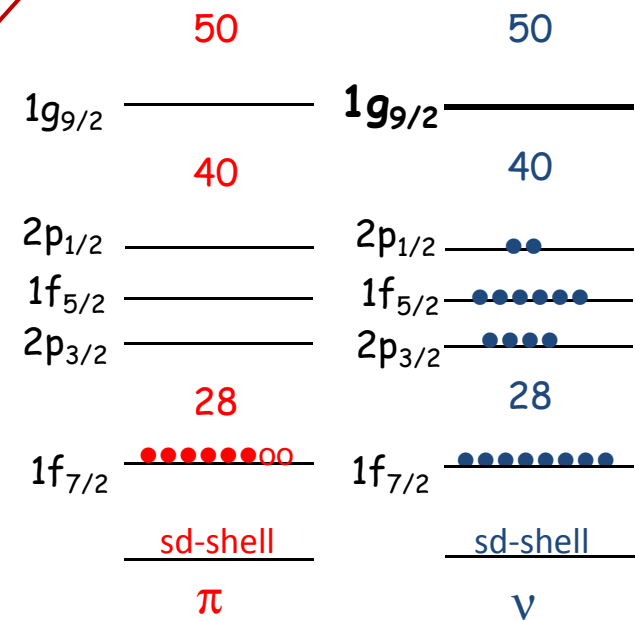 50 50
1g9/2 1g9/2
40 40
2p1/2 2p1/2
1f5/2 1f5/2
2p3/2 2p3/2
28 28
1f7/2 1f7/2
sd-shell sd-shell
π ν